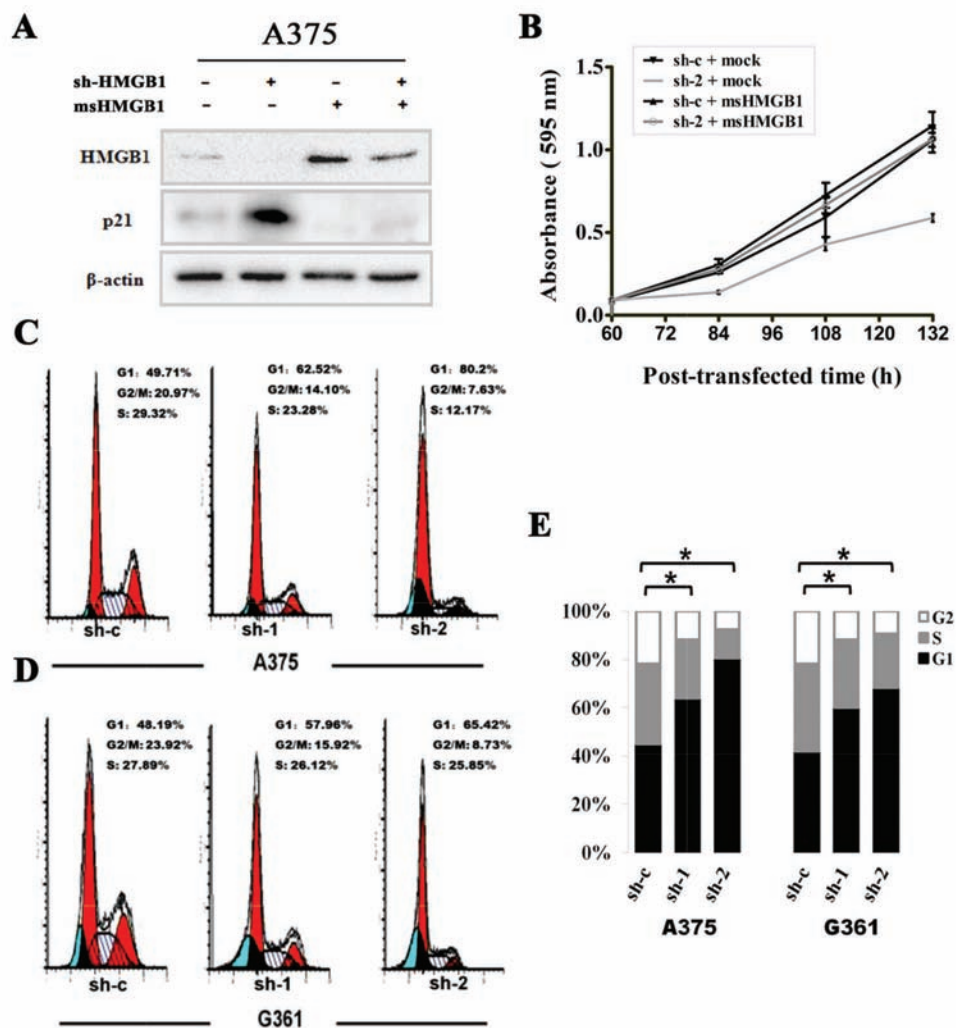 A
A375
sh-HMGB1 - + - +
msHMGB1 - - + +
HMGB1
p21
β-actin
B
sh-c + mock
sh-2 + mock
sh-c + msHMGB1
sh-2 + msHMGB1
Absorbance ( 595 nm)
1.5
1.0
0.5
0.0
60 72 84 96 108 120 132
Post-transfected time (h)
C
G1: 49.71%
G2/M: 20.97%
S: 29.32%
G1: 62.52%
G2/M: 14.10%
S: 23.28%
G1: 80.2%
G2/M: 7.63%
S: 12.17%
sh-c sh-1 sh-2
A375
D
G1: 48.19%
G2/M: 23.92%
S: 27.89%
G1: 57.96%
G2/M: 15.92%
S: 26.12%
G1: 65.42%
G2/M: 8.73%
S: 25.85%
sh-c sh-1 sh-2
G361
E
* *
* *
100%
80%
60%
40%
20%
0%
G2
S
G1
sh-c sh-1 sh-2 sh-c sh-1 sh-2
A375 G361